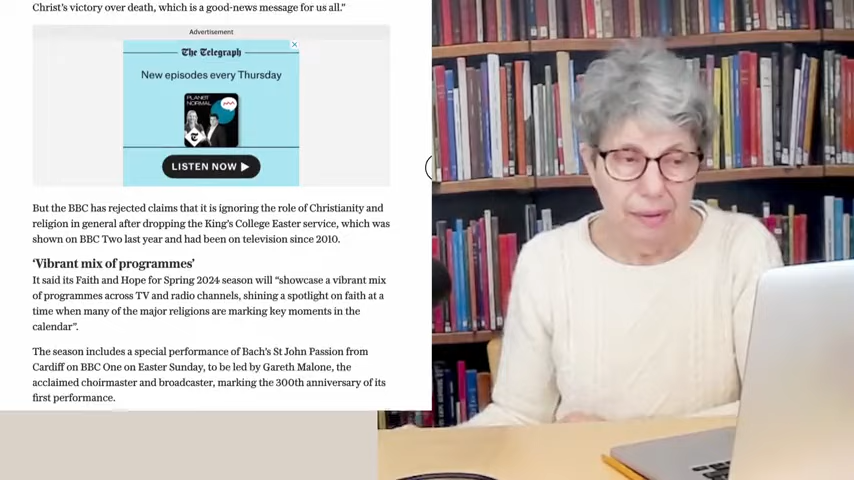 Christ's victory over death, which is a good-news message for us all."
Advertisement
The Telegraph
New episodes every Thursday
PLANET
NORMAL
LISTEN NOW
But the BBC has rejected claims that it is ignoring the role of Christianity and
religion in general after dropping the King's College Easter service, which was
shown on BBC Two last year and had been on television since 2010.
'Vibrant mix of programmes'
It said its Faith and Hope for Spring 2024 season will "showcase a vibrant mix
of programmes across TV and radio channels, shining a spotlight on faith at a
time when many of the major religions are marking key moments in the
calendar".
The season includes a special performance of Bach's St John Passion from
Cardiff on BBC One on Easter Sunday, to be led by Gareth Malone, the
acclaimed choirmaster and broadcaster, marking the 300th anniversary of its
first performance.